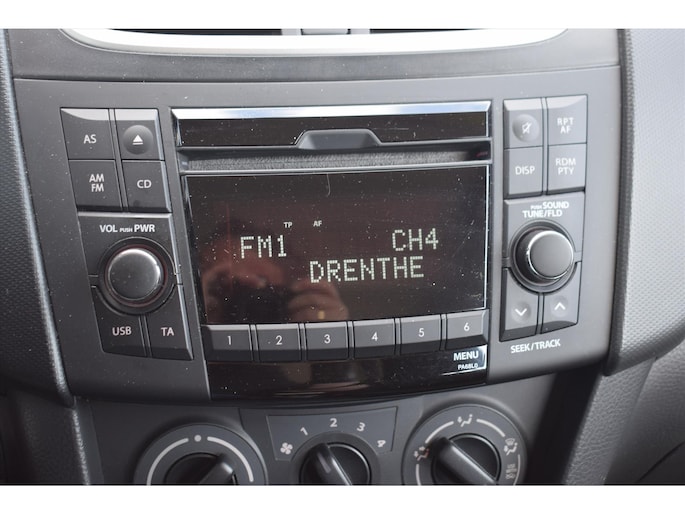 AS
RPT
AF
AM
FM
CD
DISP
RDM
PTY
TP AF
FM1 CH4
DRENTHE
VOL PUSH PWR
PUSH SOUND
TUNE/FLD
USB
TA
1 2 3 4 5 6
MENU
PA68L0
SEEK/TRACK
1 2 3 4